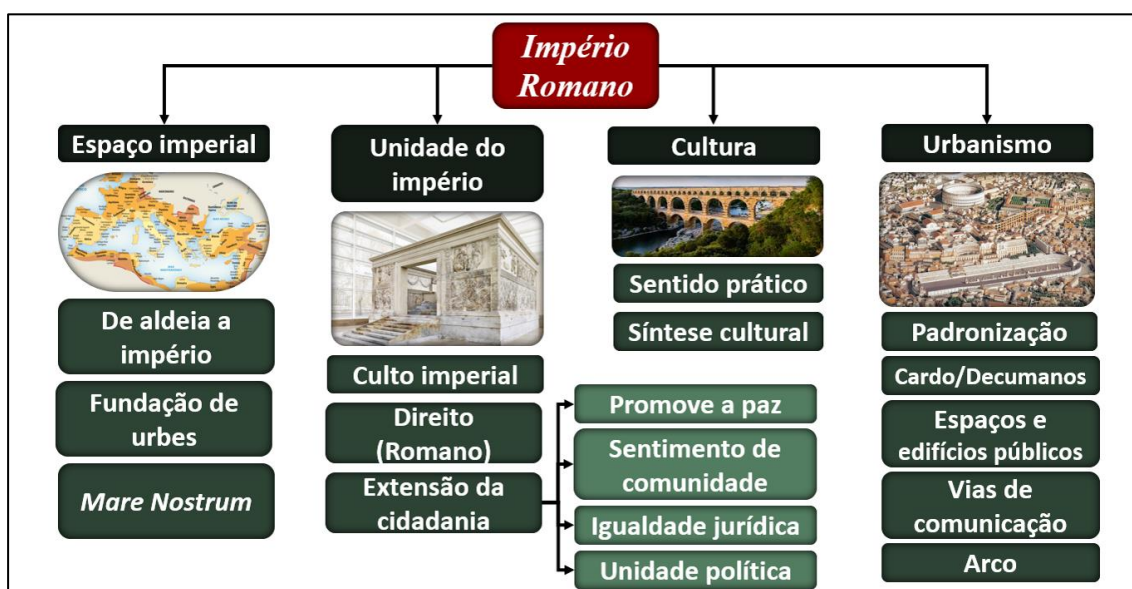 Império
Romano
Espaço imperial
De aldeia a
império
Fundação de
urbes
Mare Nostrum
Unidade do
império
Culto imperial
Direito
(Romano)
Extensão da
cidadania
Promove a paz
Sentimento de
comunidade
Igualdade jurídica
Unidade política
Cultura
Sentido prático
Síntese cultural
Urbanismo
Padronização
Cardo/Decumanos
Espaços e
edifícios públicos
Vias de
comunicação
Arco